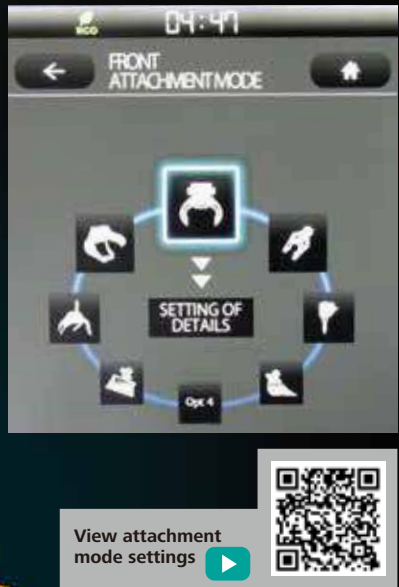 ECO
04:47
FRONT
ATTACHMENT MODE
SETTING OF
DETAILS
Opt 4
View attachment
mode settings